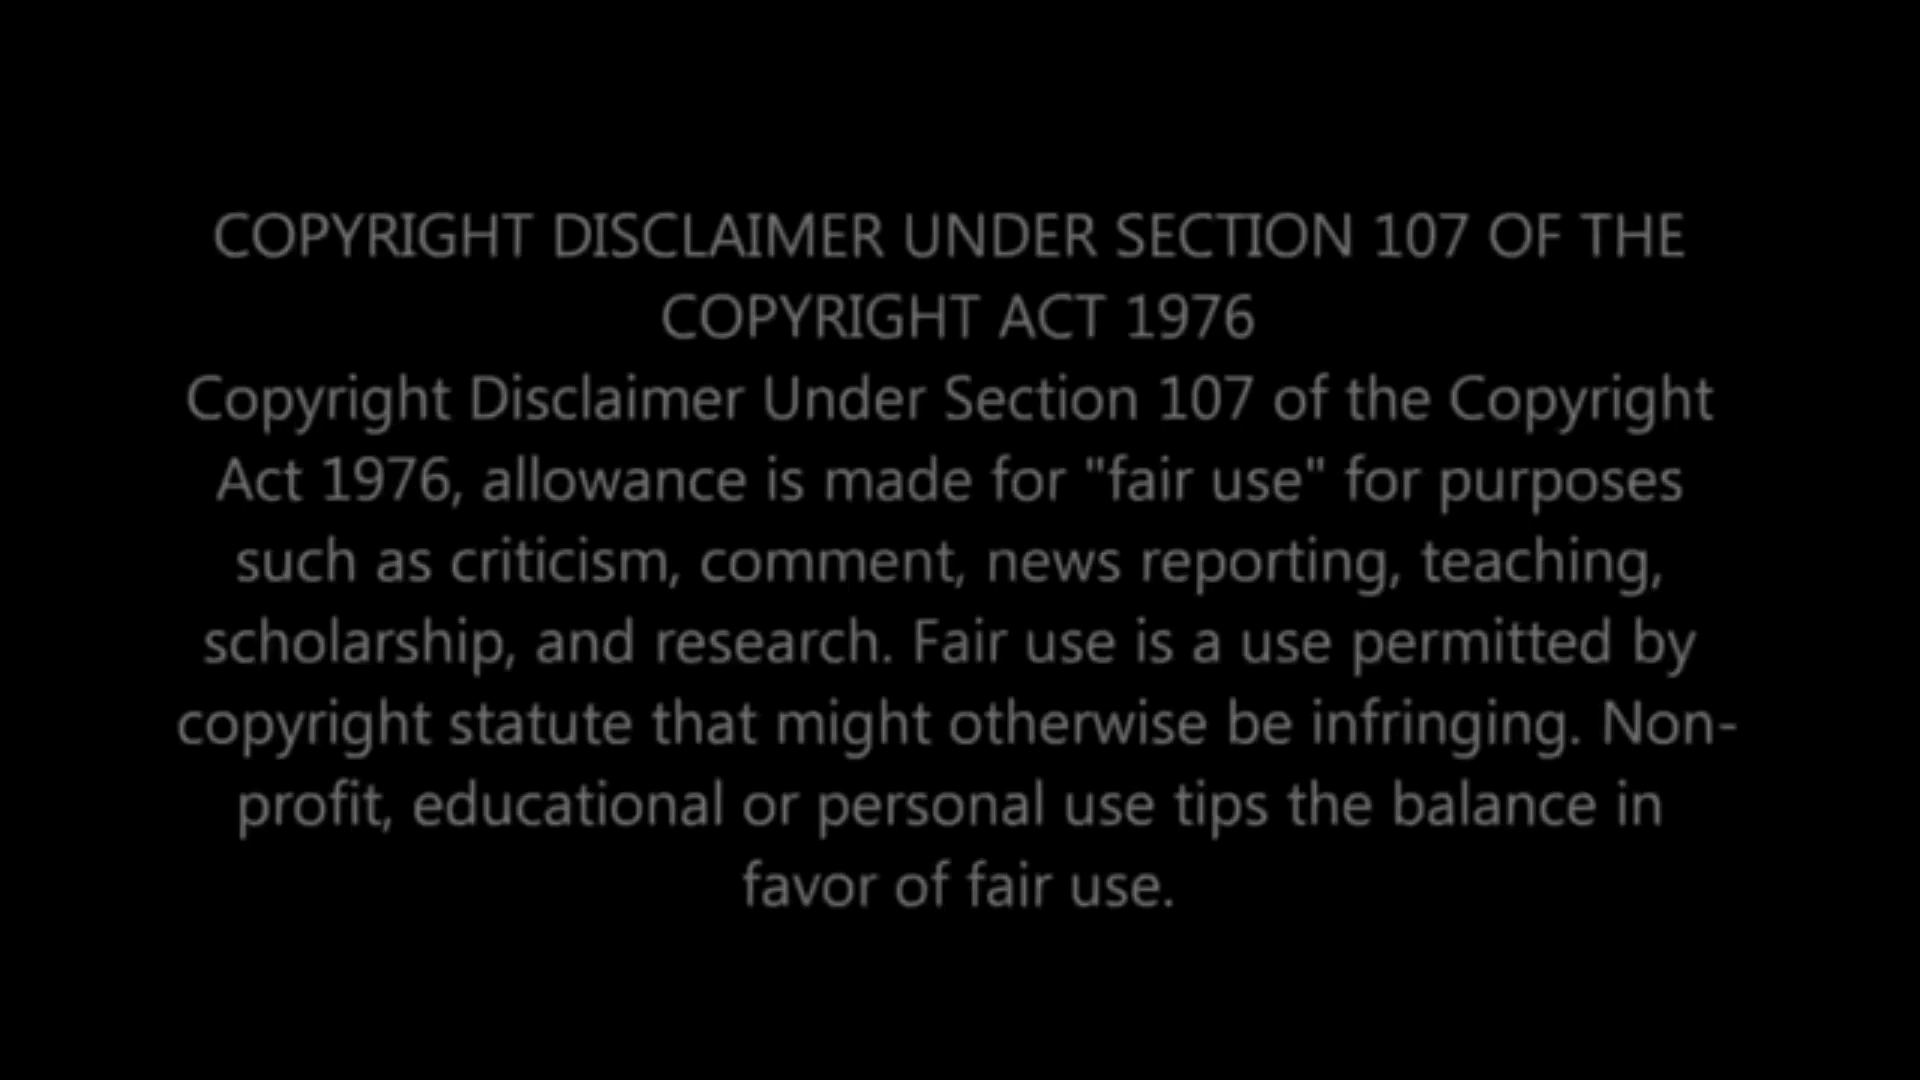 COPYRIGHT DISCLAIMER UNDER SECTION 107 OF THE
COPYRIGHT ACT 1976
Copyright Disclaimer Under Section 107 of the Copyright
Act 1976, allowance is made for "fair use" for purposes
such as criticism, comment, news reporting, teaching,
scholarship, and research. Fair use is a use permitted by
copyright statute that might otherwise be infringing. Non-
profit, educational or personal use tips the balance in
favor of fair use.